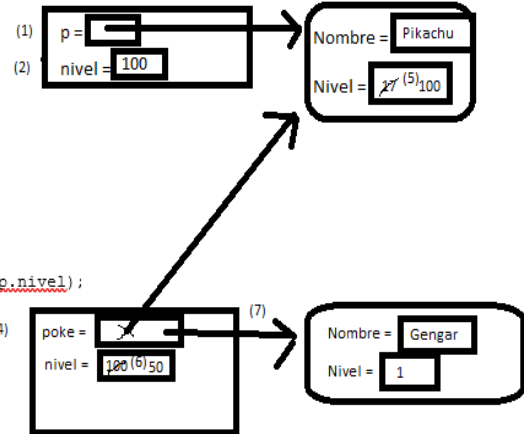 (1) p = Nombre = Pikachu
(2) nivel = 100 Nivel = 17 (5) 100
p.nivel);
4) poke = (7) Nombre = Gengar
nivel = 100 (6) 50 Nivel = 1